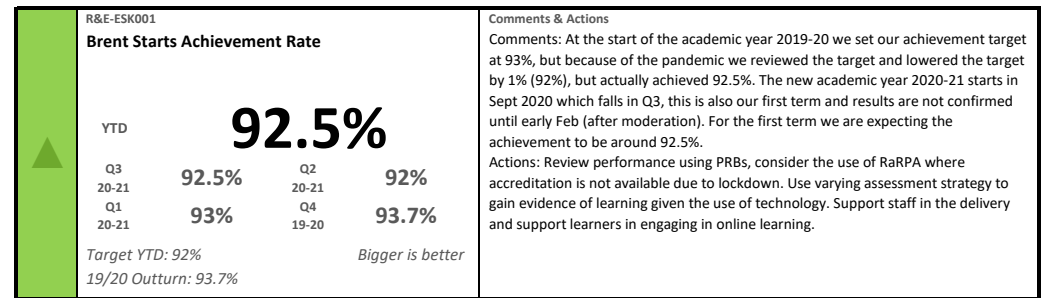 R&E-ESK001
Brent Starts Achievement Rate
YTD
92.5%
Q3
20-21
92.5%
Q2
20-21
92%
Q1
20-21
93%
Q4
19-20
93.7%
Target YTD: 92%
Bigger is better
19/20 Outturn: 93.7%
Comments & Actions
Comments: At the start of the academic year 2019-20 we set our achievement target
at 93%, but because of the pandemic we reviewed the target and lowered the target
by 1% (92%), but actually achieved 92.5%. The new academic year 2020-21 starts in
Sept 2020 which falls in Q3, this is also our first term and results are not confirmed
until early Feb (after moderation). For the first term we are expecting the
achievement to be around 92.5%.
Actions: Review performance using PRBs, consider the use of RaRPA where
accreditation is not available due to lockdown. Use varying assessment strategy to
gain evidence of learning given the use of technology. Support staff in the delivery
and support learners in engaging in online learning.